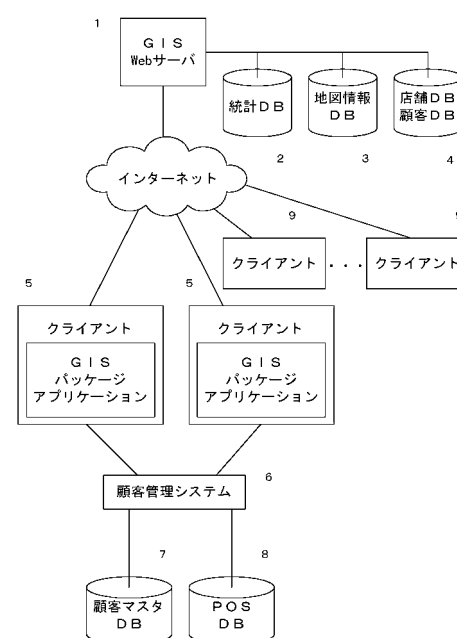 1
GIS
Webサーバ
統計DB
地図情報
DB
店舗DB
顧客DB
2
3
4
インターネット
9
クライアント
...
クライアント
5
5
クライアント
GIS
パッケージ
アプリケーション
クライアント
GIS
パッケージ
アプリケーション
顧客管理システム
6
7
8
顧客マスタ
DB
POS
DB